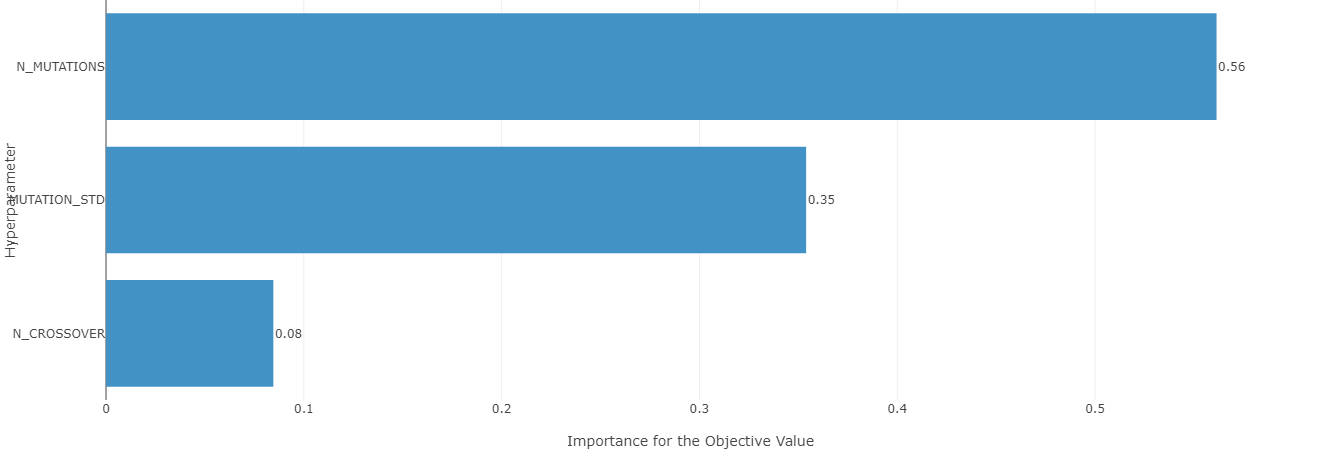 Hyperparameter
N_MUTATIONS
0.56
MUTATION_STD
0.35
N_CROSSOVER
0.08
0 0.1 0.2 0.3 0.4 0.5
Importance for the Objective Value